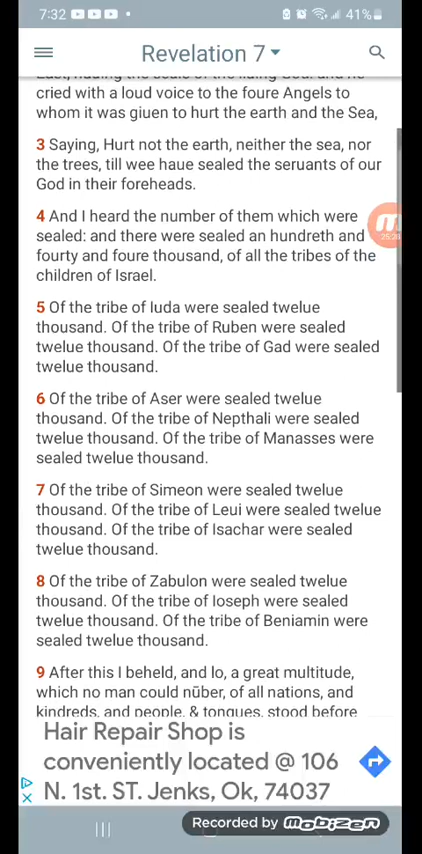 7:32
41%
Revelation 7
cried with a loud voice to the foure Angels to
whom it was giuen to hurt the earth and the Sea,
3 Saying, Hurt not the earth, neither the sea, nor
the trees, till wee haue sealed the seruants of our
God in their foreheads.
4 And I heard the number of them which were
sealed: and there were sealed an hundreth and
fourty and foure thousand, of all the tribes of the
children of Israel.
5 Of the tribe of Iuda were sealed twelue
thousand. Of the tribe of Ruben were sealed
twelue thousand. Of the tribe of Gad were sealed
twelue thousand.
6 Of the tribe of Aser were sealed twelue
thousand. Of the tribe of Nepthali were sealed
twelue thousand. Of the tribe of Manasses were
sealed twelue thousand.
7 Of the tribe of Simeon were sealed twelue
thousand. Of the tribe of Leui were sealed twelue
thousand. Of the tribe of Isachar were sealed
twelue thousand.
8 Of the tribe of Zabulon were sealed twelue
thousand. Of the tribe of Ioseph were sealed
twelue thousand. Of the tribe of Beniamin were
sealed twelue thousand.
9 After this I beheld, and lo, a great multitude,
which no man could nūber, of all nations, and
kindreds, and people, & tongues, stood before
Hair Repair Shop is
conveniently located @ 106
N. 1st. ST. Jenks, Ok, 74037
Recorded by mobizen